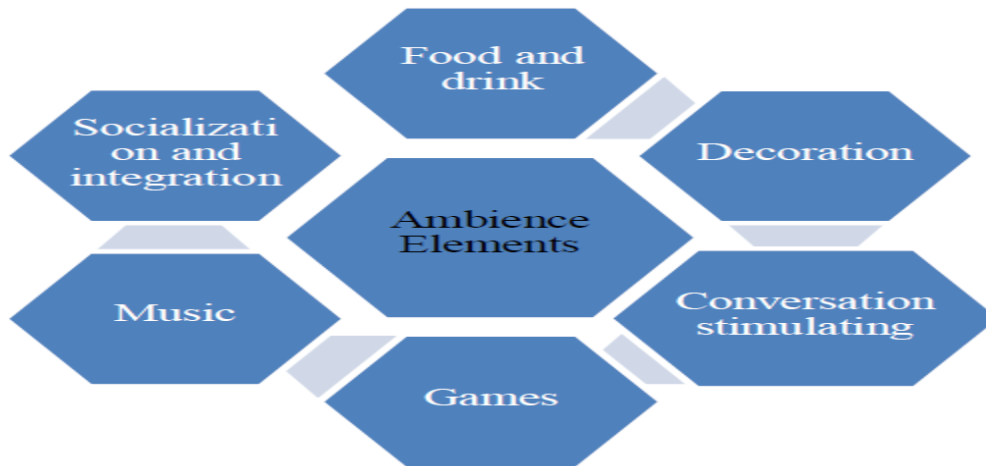 Food and
drink
Socializati
on and
integration
Decoration
Ambience
Elements
Music
Conversation
stimulating
Games